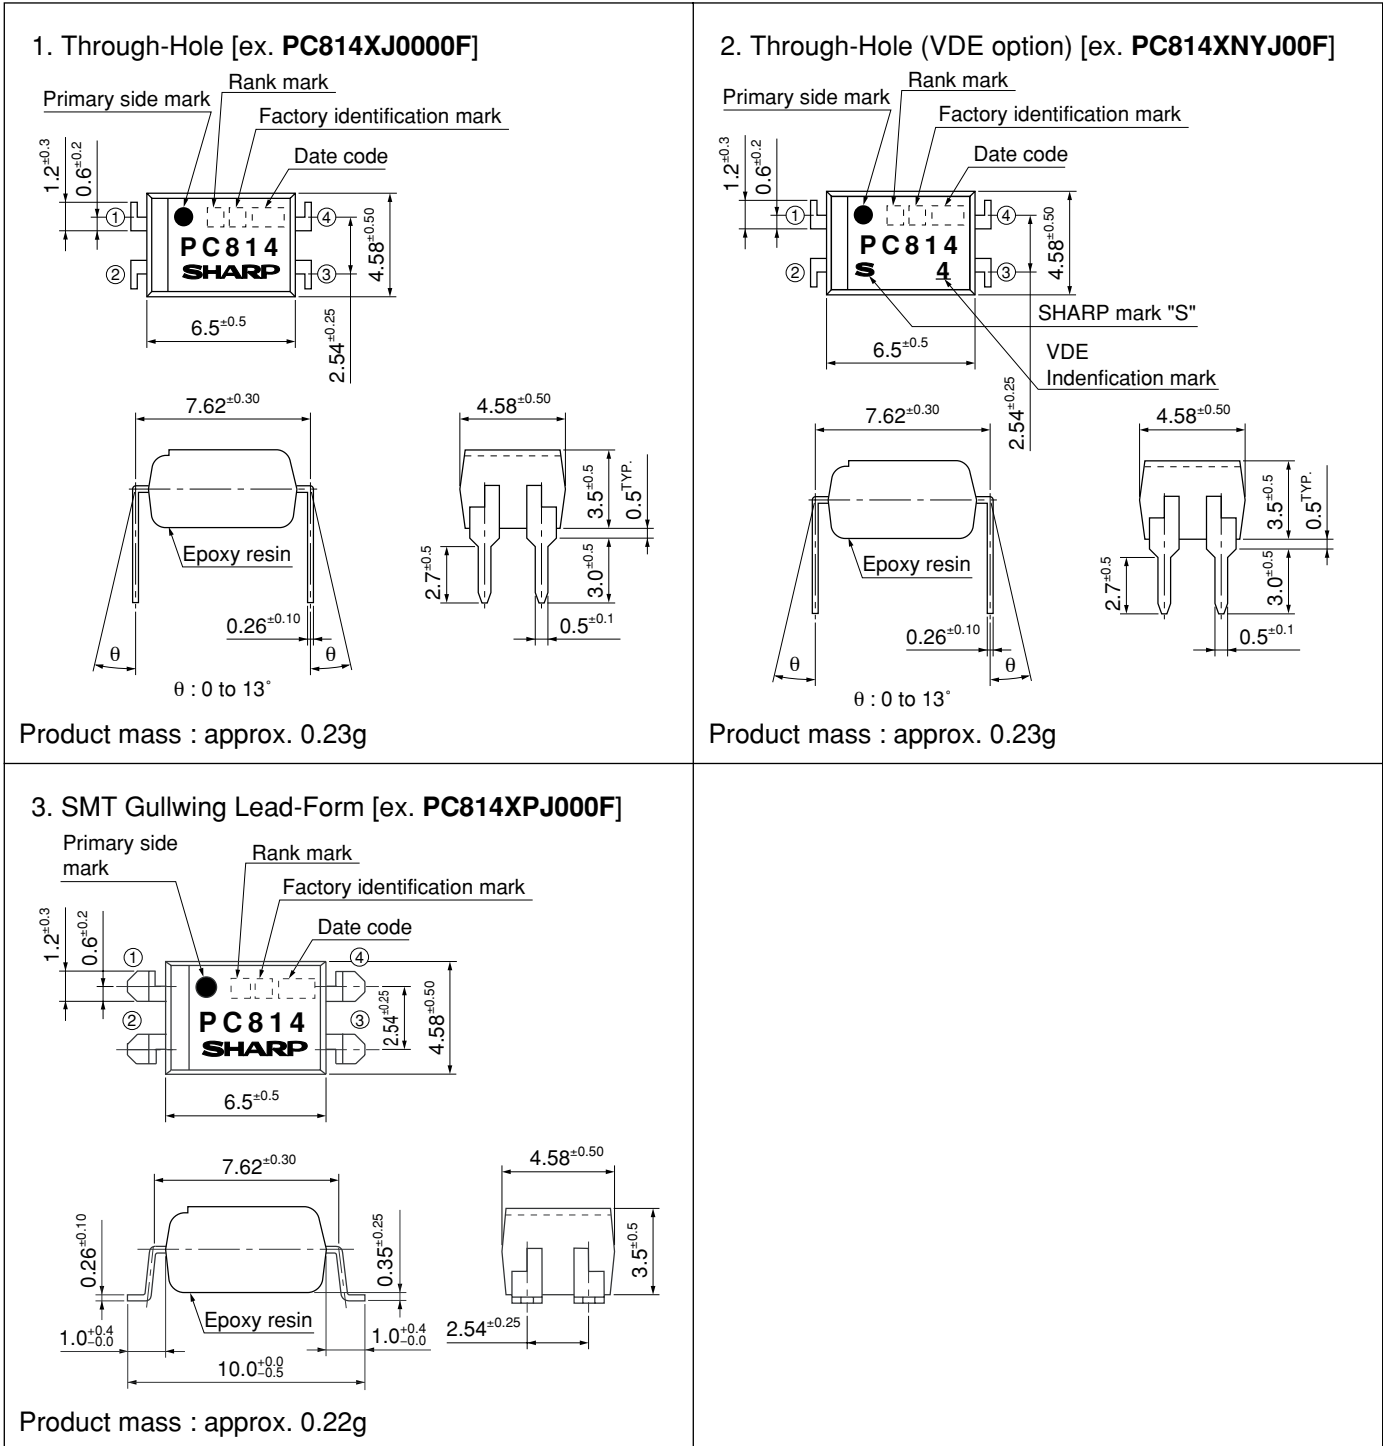 1. Through-Hole [ex. PC814XJ0000F]
Rank mark
Primary side mark
Factory identification mark
Date code
1.2±0.3
0.6±0.2
①
④
PC814
SHARP
②
③
4.58±0.50
6.5±0.5
2.54±0.25
7.62±0.30
4.58±0.50
3.5±0.5
0.5TYP.
Epoxy resin
2.7±0.5
3.0±0.5
0.26±0.10
0.5±0.1
θ
θ
θ : 0 to 13˚
Product mass : approx. 0.23g
2. Through-Hole (VDE option) [ex. PC814XNYJ00F]
Rank mark
Primary side mark
Factory identification mark
Date code
1.2±0.3
0.6±0.2
①
④
PC814
S 4
②
③
4.58±0.50
SHARP mark "S"
6.5±0.5
VDE
Indenfication mark
2.54±0.25
7.62±0.30
4.58±0.50
3.5±0.5
0.5TYP.
Epoxy resin
2.7±0.5
3.0±0.5
0.26±0.10
0.5±0.1
θ
θ
θ : 0 to 13˚
Product mass : approx. 0.23g
3. SMT Gullwing Lead-Form [ex. PC814XPJ000F]
Primary side
mark
Rank mark
Factory identification mark
Date code
1.2±0.3
0.6±0.2
①
④
PC814
SHARP
②
③
2.54±0.25
4.58±0.50
6.5±0.5
7.62±0.30
4.58±0.50
0.26±0.10
0.35±0.25
3.5±0.5
Epoxy resin
1.0+0.4 −0.0
1.0+0.4 −0.0
2.54±0.25
10.0+0.0 −0.5
Product mass : approx. 0.22g